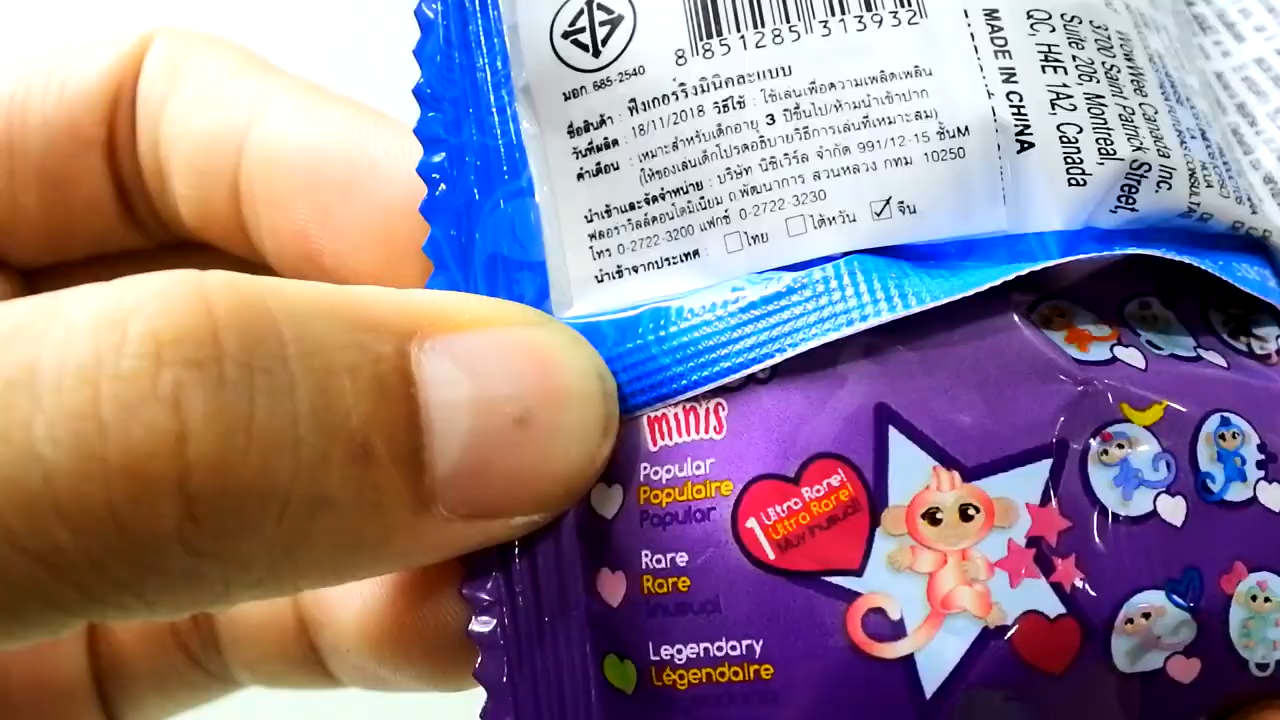 8 851285 313932
มอก. 685-2540
ชื่อสินค้า : ฟิงเกอร์ริ่งมินิคละแบบ
วันที่ผลิต : 18/11/2018 วิธีใช้ : ใช้เล่นเพื่อความเพลิดเพลิน
คำเตือน : เหมาะสำหรับเด็กอายุ 3 ปีขึ้นไป/ห้ามนำเข้าปาก
(ให้ของเล่นเด็กโปรดอธิบายวิธีการเล่นที่เหมาะสม)
นำเข้าและจัดจำหน่าย : บริษัท นิชิเวิร์ล จำกัด 991/12-15 ชั้นM
ฟลอร่าวิลล์คอนโดมิเนียม ถ.พัฒนาการ สวนหลวง กทม 10250
โทร 0-2722-3200 แฟกซ์ 0-2722-3230
นำเข้าจากประเทศ : ไทย ไต้หวัน จีน
MADE IN CHINA
WowWee Canada Inc.
3700 Saint Patrick Street,
Suite 206, Montreal,
QC, H4E 1A2, Canada
minis
Popular
Populaire
Popular
Rare
Rare
Inusual
Legendary
Légendaire
1 Ultra Rare!
Ultra Rare!
Muy Inusual!